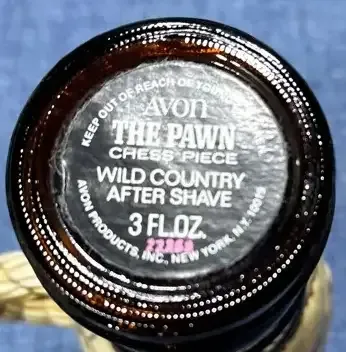 KEEP OUT OF REACH OF
AVON
THE PAWN
CHESS PIECE
WILD COUNTRY
AFTER SHAVE
3 FL.OZ.
AVON PRODUCTS, INC., NEW YORK, N.Y.